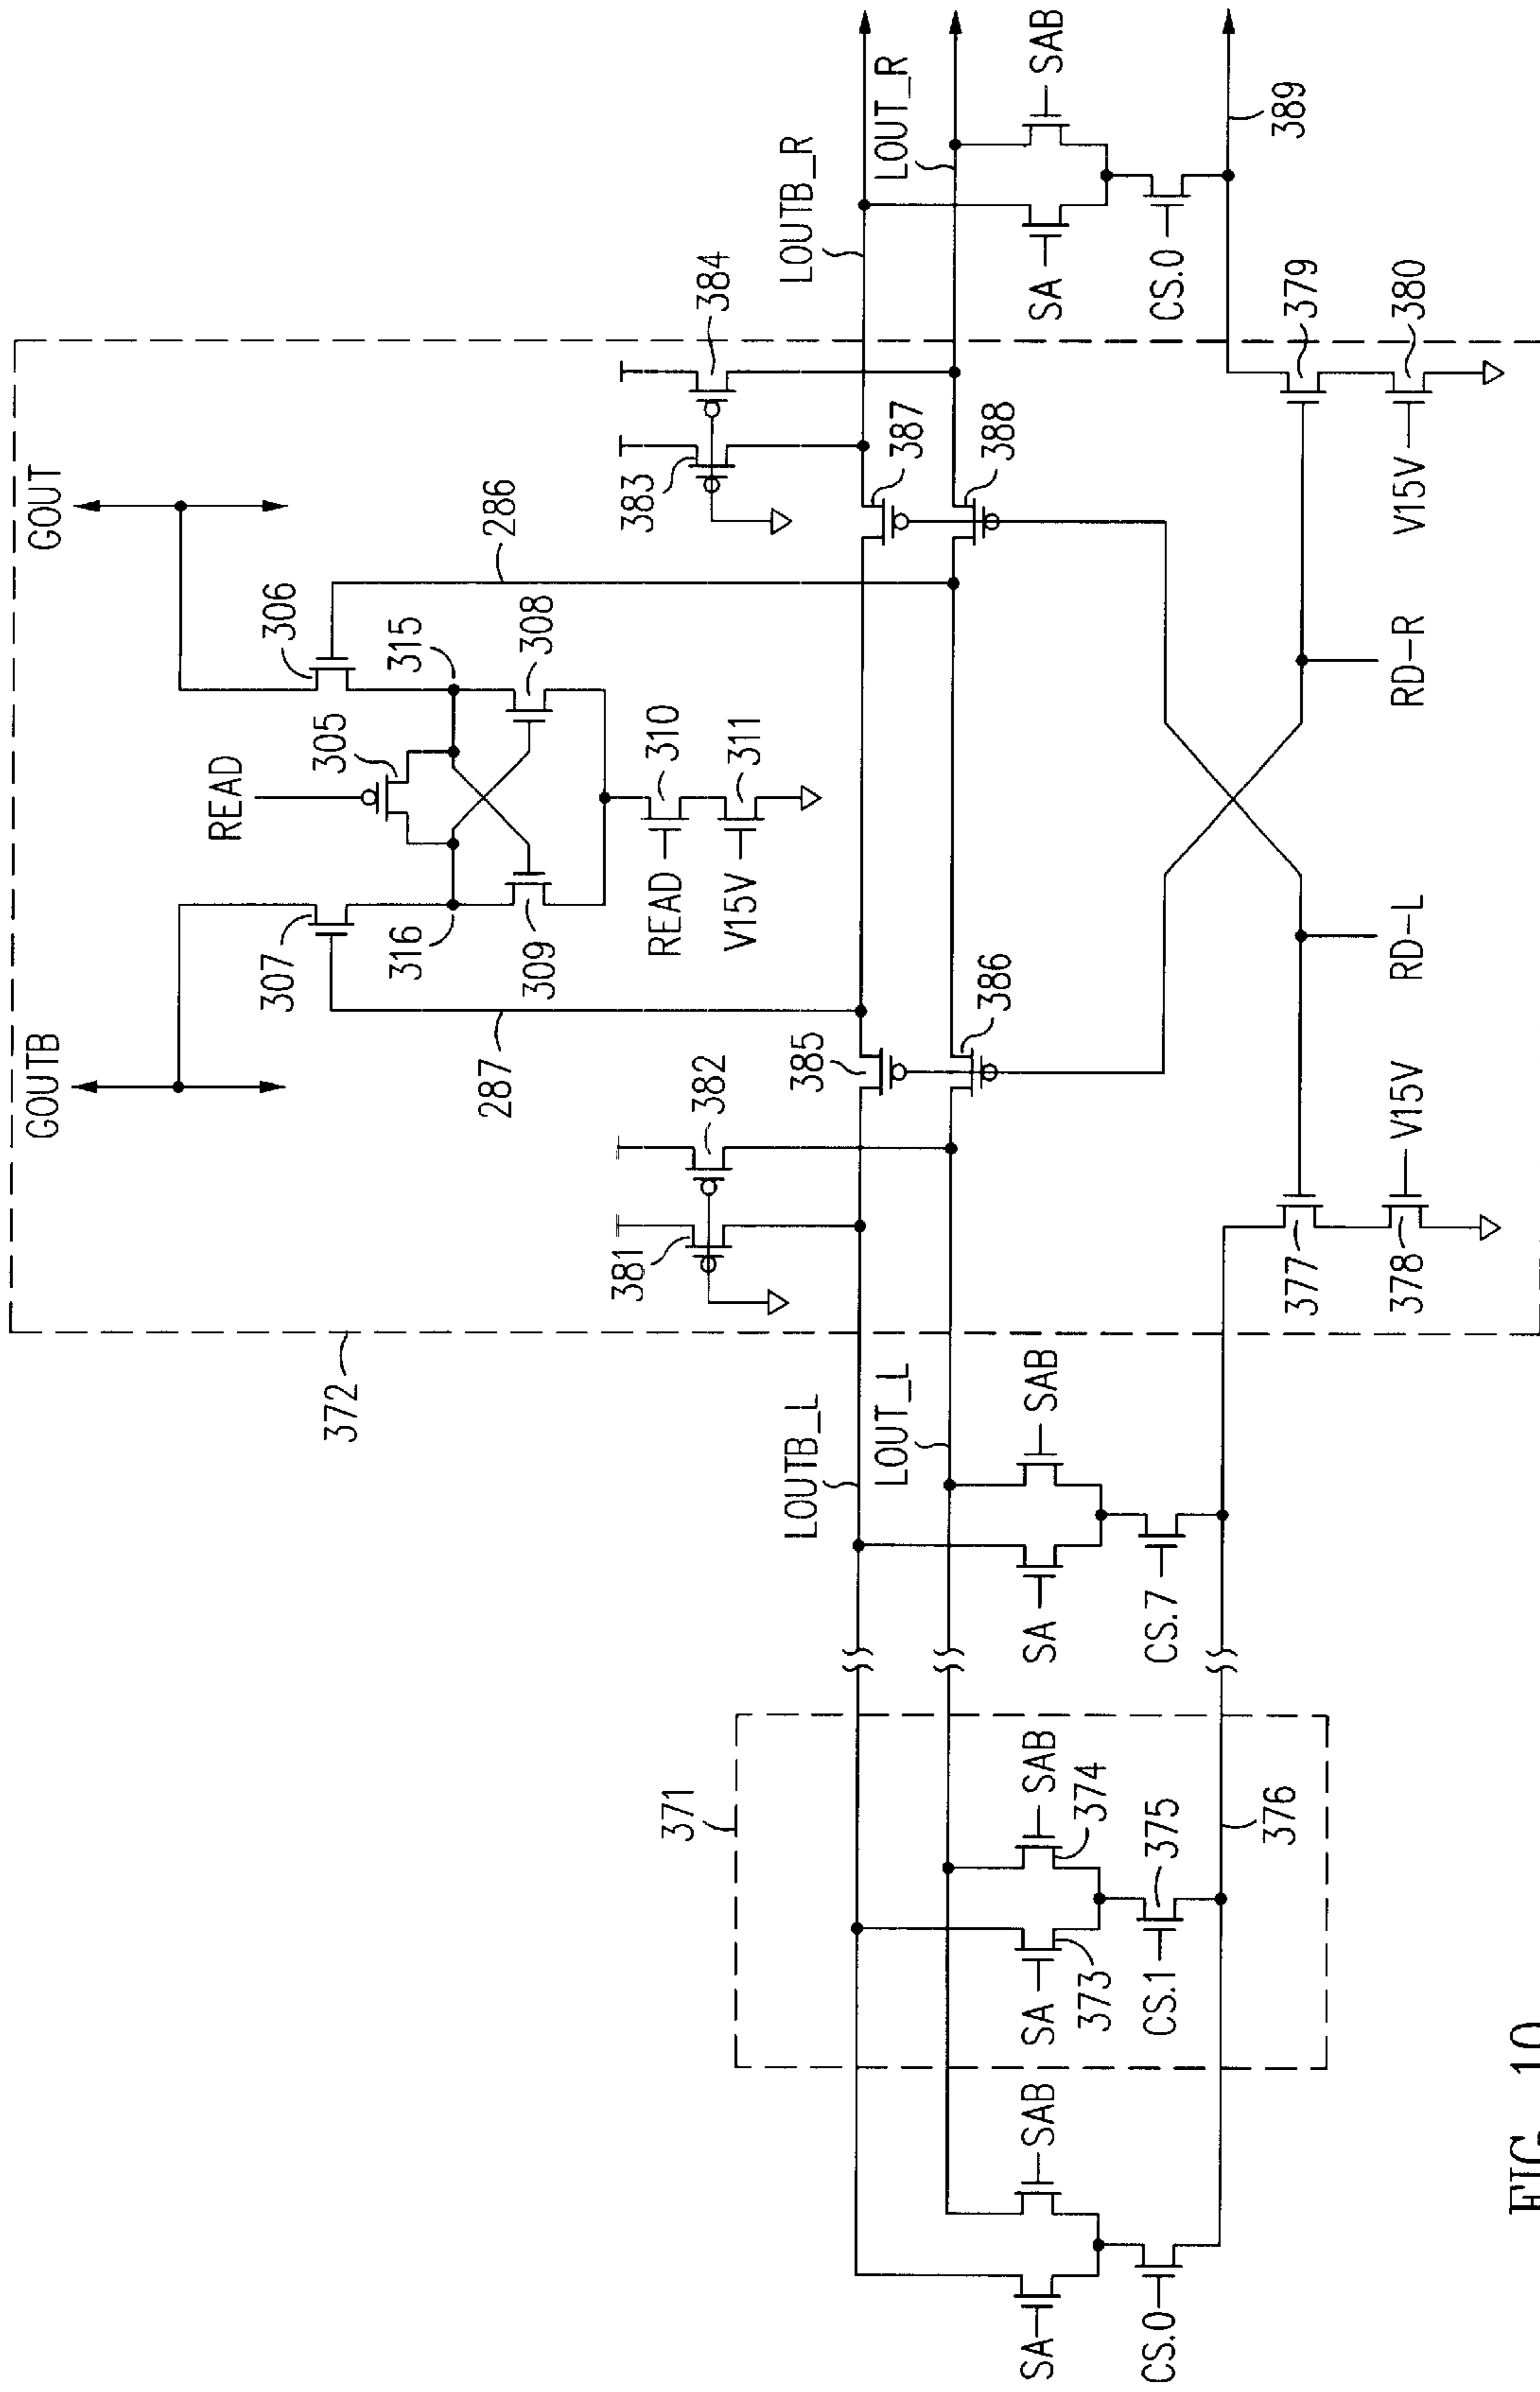 GOUTB
GOUT
READ
307
305
306
316
315
309
308
READ
310
V15V
311
287
286
372
381
382
383
384
385
386
387
388
LOUTB_L
LOUT_L
LOUTB_R
LOUT_R
371
SA
SAB
CS.0
SA
373
SAB
374
CS.1
375
376
SA
SAB
CS.7
SA
SAB
CS.0
389
377
378
V15V
RD-L
RD-R
379
380
V15V
FIG. 10